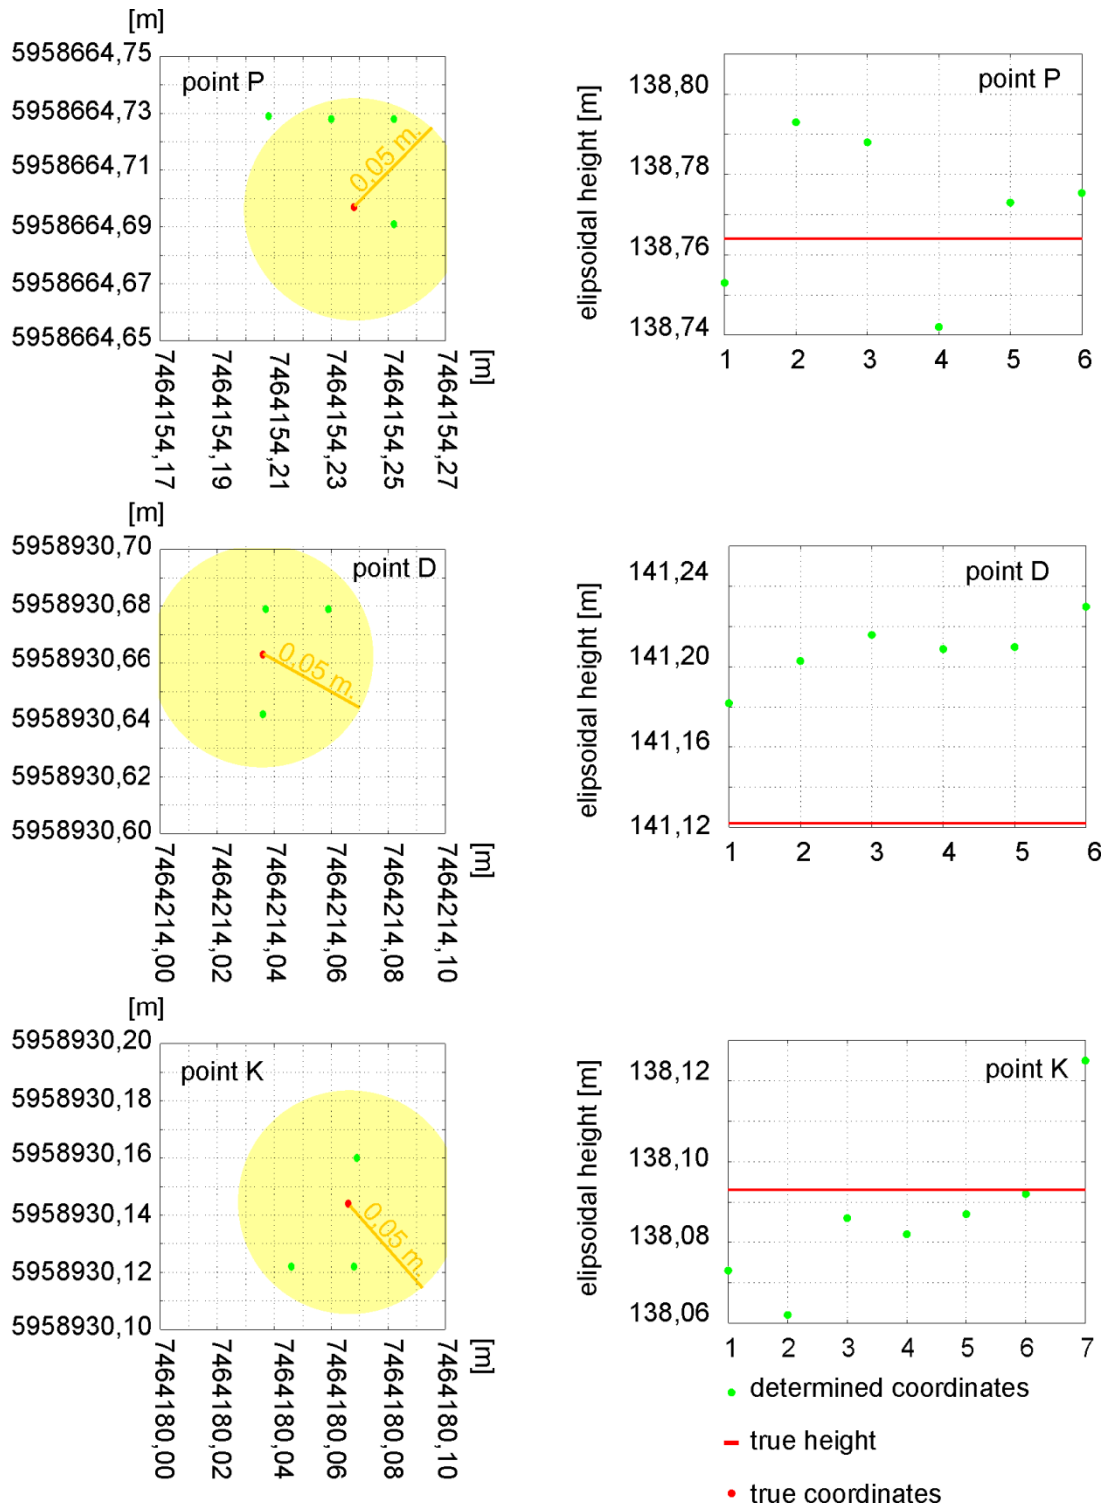 [m]
5958664,75
5958664,73
5958664,71
5958664,69
5958664,67
5958664,65
point P
0,05 m.
7464154,17
7464154,19
7464154,21
7464154,23
7464154,25
7464154,27
[m]
elipsoidal height [m]
138,80
138,78
138,76
138,74
point P
1 2 3 4 5 6
[m]
5958930,70
5958930,68
5958930,66
5958930,64
5958930,62
5958930,60
point D
0,05 m.
7464214,00
7464214,02
7464214,04
7464214,06
7464214,08
7464214,10
[m]
elipsoidal height [m]
141,24
141,20
141,16
141,12
point D
1 2 3 4 5 6
[m]
5958930,20
5958930,18
5958930,16
5958930,14
5958930,12
5958930,10
point K
0,05 m.
7464180,00
7464180,02
7464180,04
7464180,06
7464180,08
7464180,10
[m]
elipsoidal height [m]
138,12
138,10
138,08
138,06
point K
1 2 3 4 5 6 7
determined coordinates
true height
true coordinates